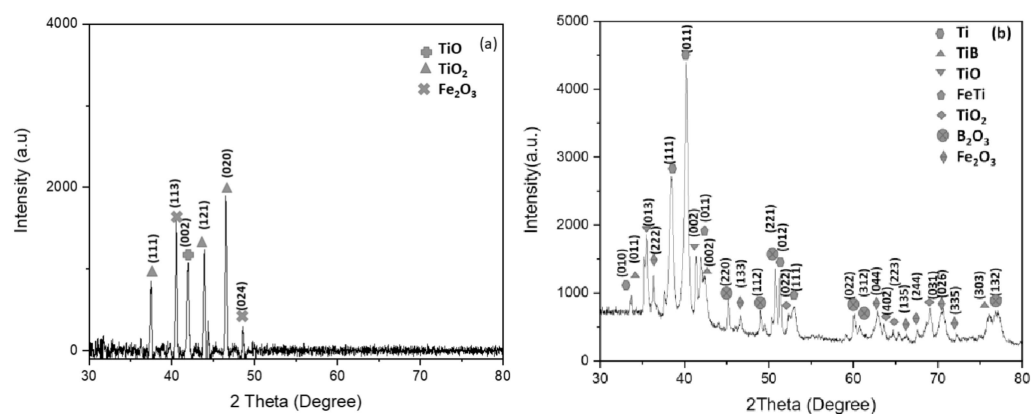 (a)
4000
2000
0
Intensity (a.u)
TiO
TiO₂
Fe₂O₃
(111)
(113)
(002)
(121)
(020)
(024)
30 40 50 60 70 80
2 Theta (Degree)
(b)
5000
4000
3000
2000
1000
0
Intensity(a.u.)
Ti
TiB
TiO
FeTi
TiO₂
B₂O₃
Fe₂O₃
(010)
(011)
(013)
(222)
(111)
(011)
(002)
(011)
(002)
(220)
(133)
(112)
(221)
(012)
(022)
(111)
(022)
(312)
(044)
(402)
(223)
(135)
(244)
(031)
(026)
(335)
(303)
(132)
30 40 50 60 70 80
2Theta (Degree)